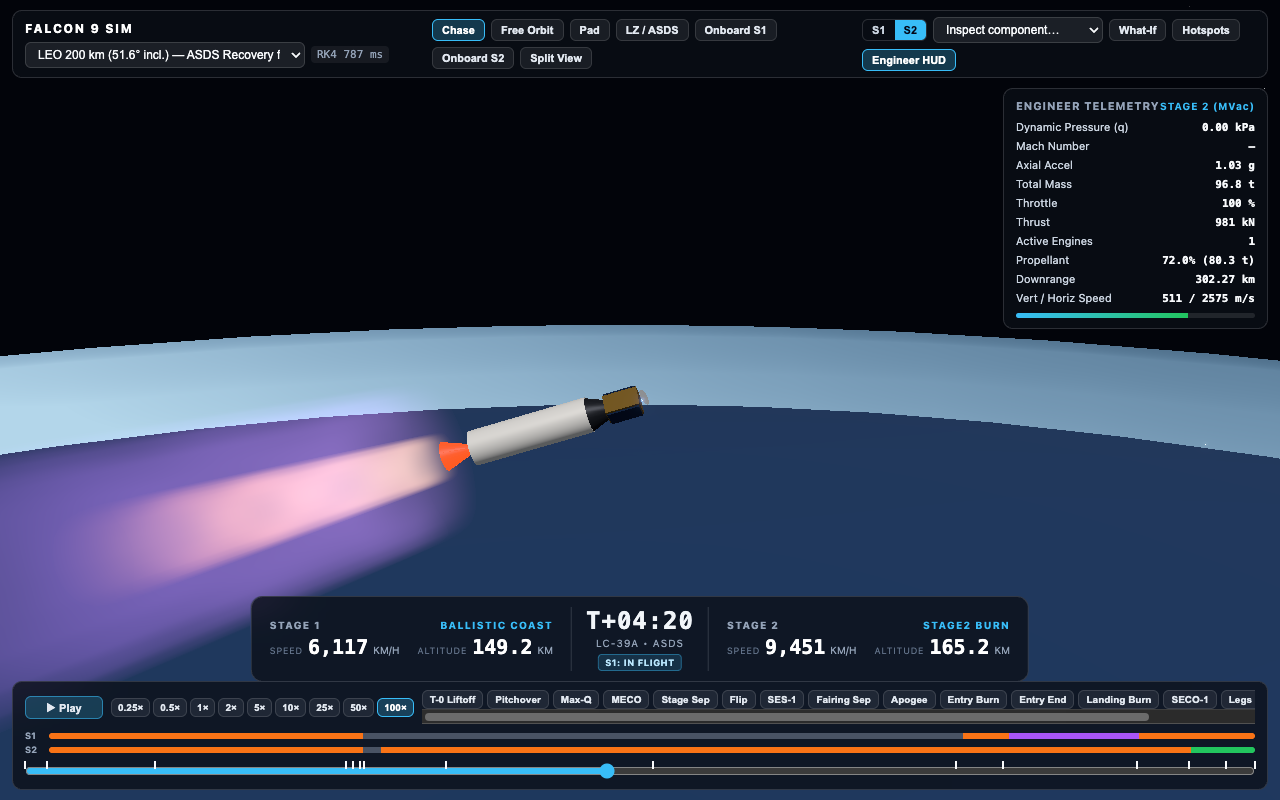 FALCON 9 SIM
LEO 200 km (51.6° incl.) — ASDS Recovery f
RK4 787 ms
Chase
Free Orbit
Pad
LZ / ASDS
Onboard S1
Onboard S2
Split View
S1
S2
Inspect component…
What-If
Hotspots
Engineer HUD
ENGINEER TELEMETRY STAGE 2 (MVac)
Dynamic Pressure (q) 0.00 kPa
Mach Number —
Axial Accel 1.03 g
Total Mass 96.8 t
Throttle 100 %
Thrust 981 kN
Active Engines 1
Propellant 72.0% (80.3 t)
Downrange 302.27 km
Vert / Horiz Speed 511 / 2575 m/s
STAGE 1 BALLISTIC COAST
SPEED 6,117 KM/H ALTITUDE 149.2 KM
T+04:20
LC-39A • ASDS
S1: IN FLIGHT
STAGE 2 STAGE2 BURN
SPEED 9,451 KM/H ALTITUDE 165.2 KM
▶ Play
0.25× 0.5× 1× 2× 5× 10× 25× 50× 100×
T-0 Liftoff Pitchover Max-Q MECO Stage Sep Flip SES-1 Fairing Sep Apogee Entry Burn Entry End Landing Burn SECO-1 Legs
S1
S2